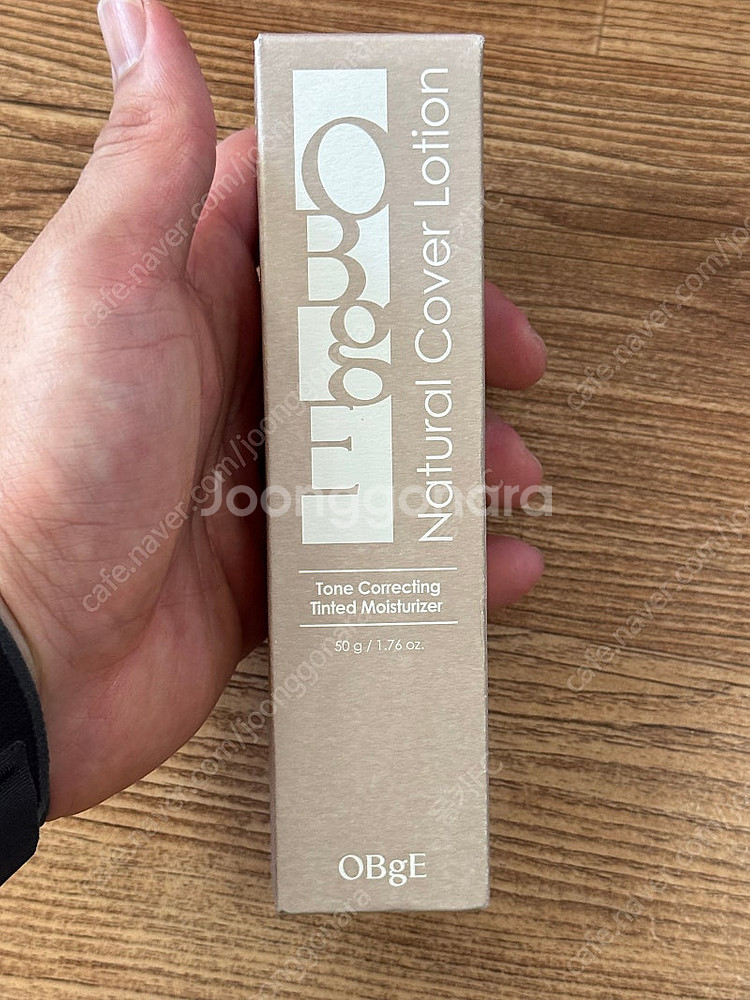 OBgE
Natural Cover Lotion
Tone Correcting
Tinted Moisturizer
50 g / 1.76 oz.
OBgE
Joonggonara
cafe.naver.com/joonggonara